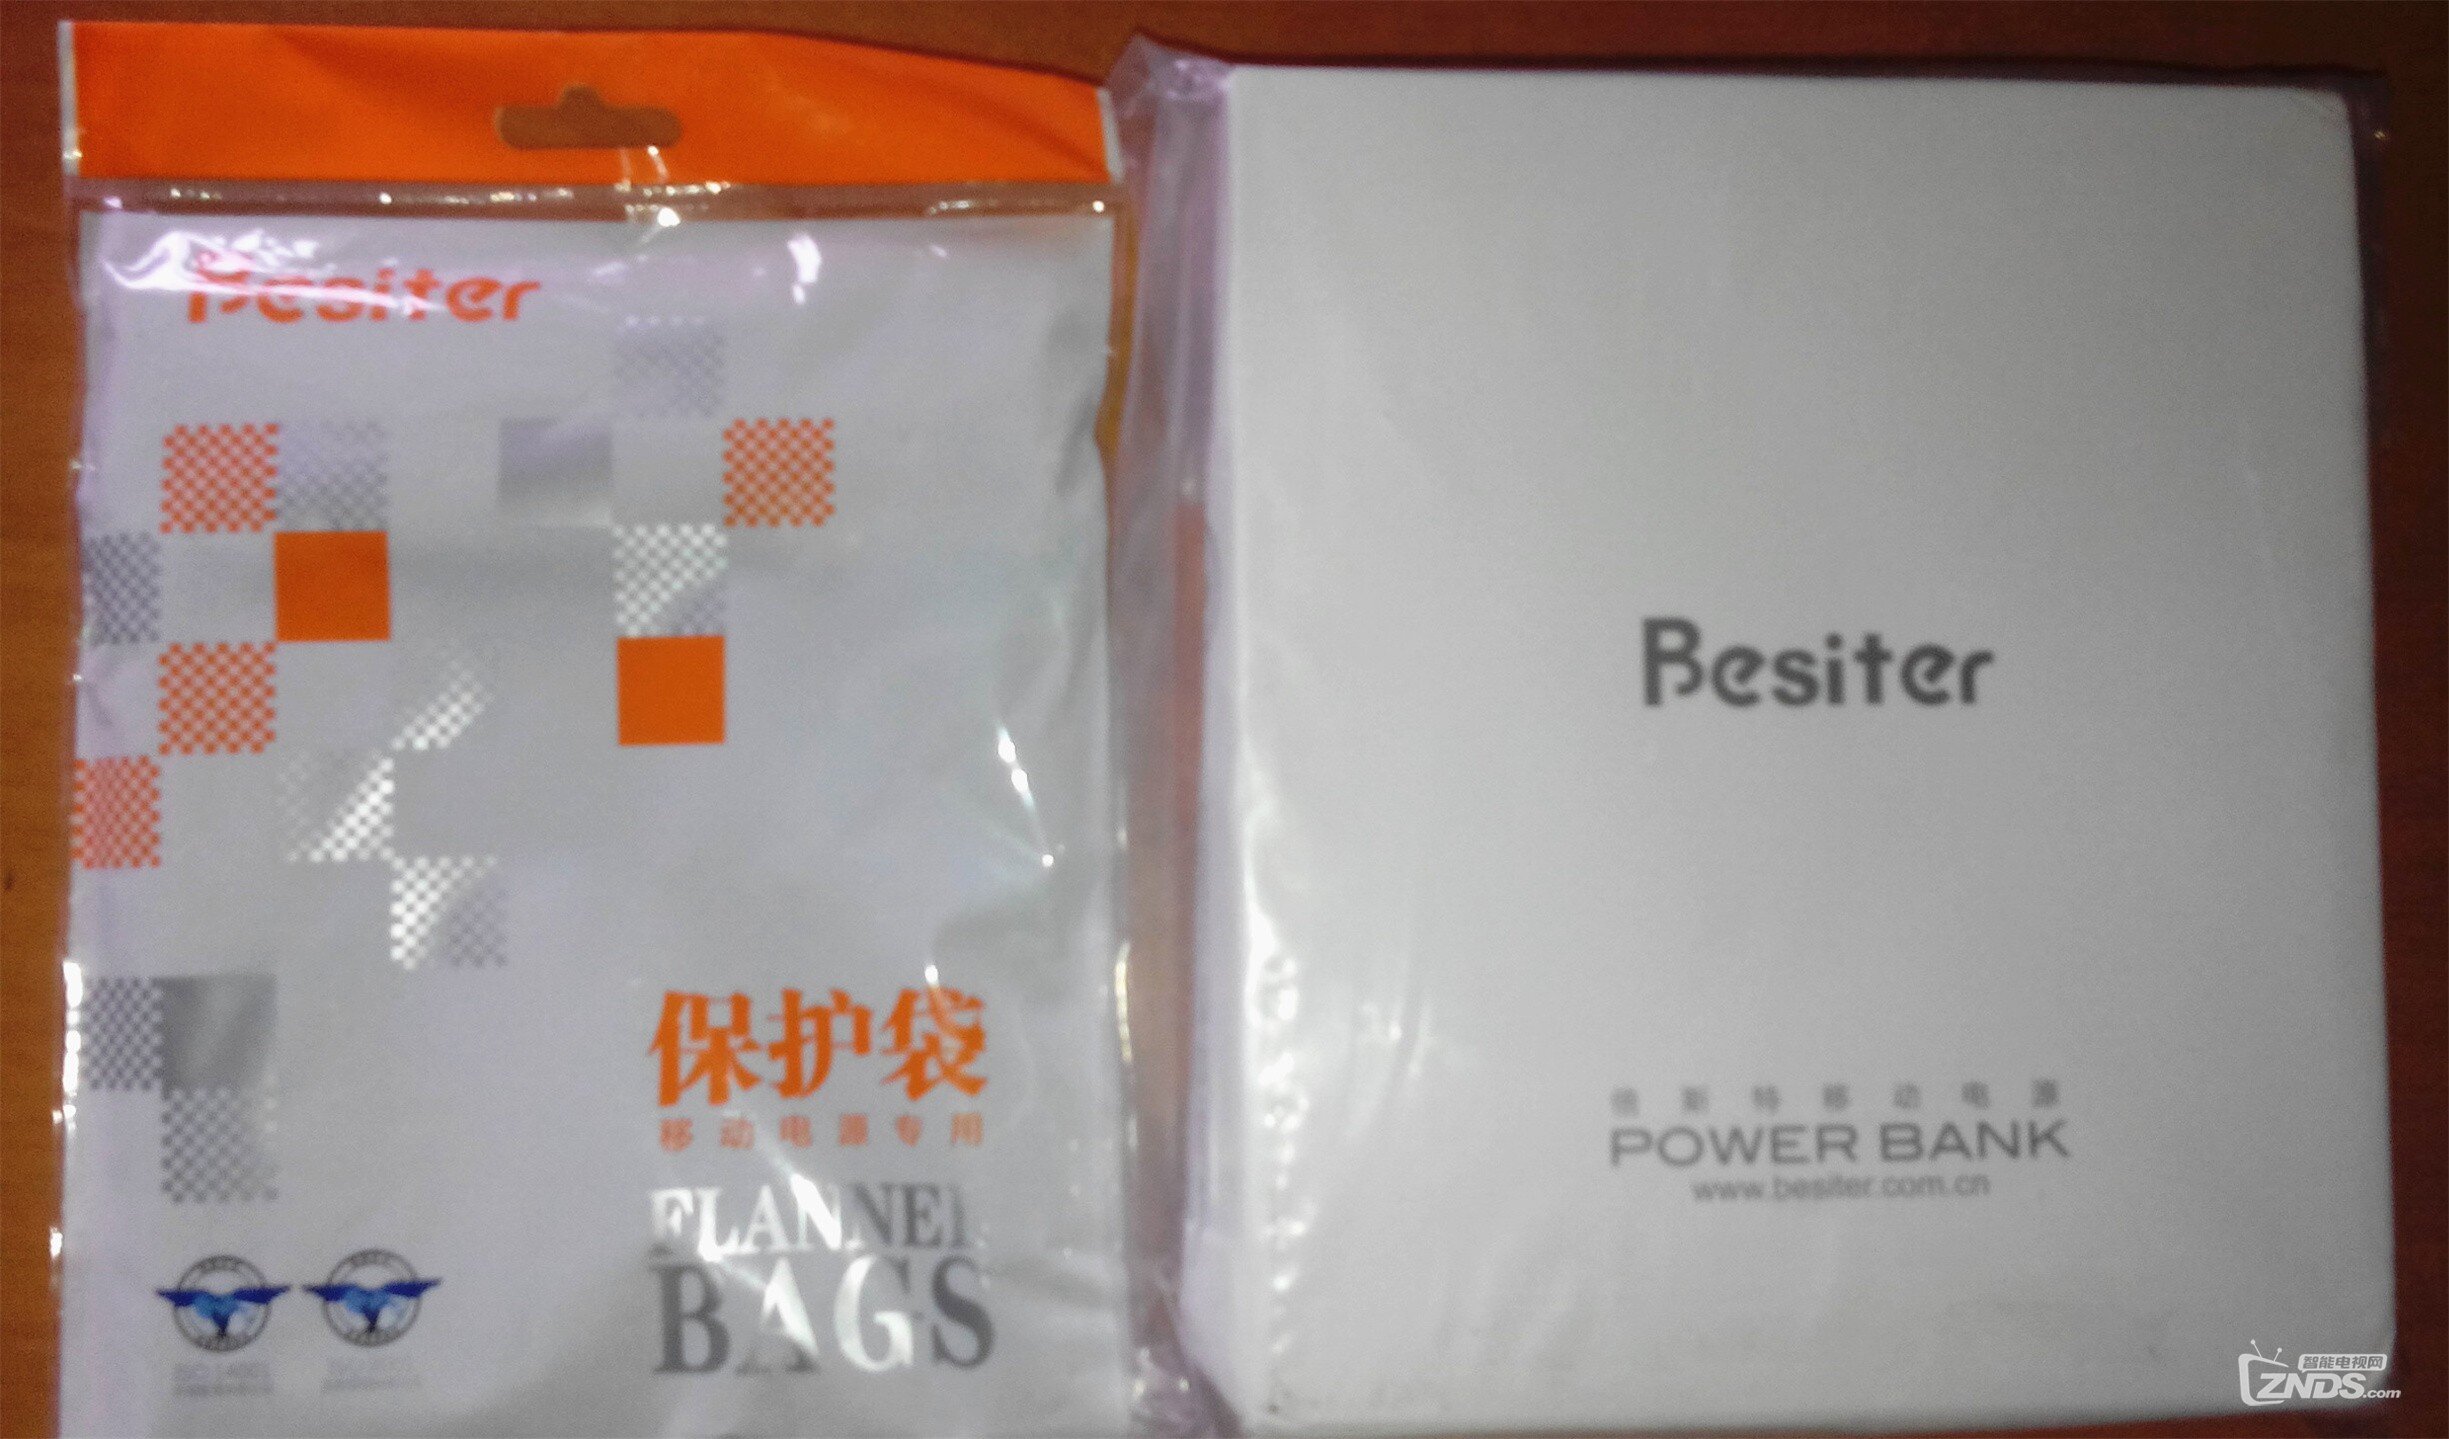 Besiter
保护袋
移动电源专用
FLANNEL
BAGS
Besiter
倍斯特移动电源
POWER BANK
www.besiter.com.cn
智能电视网
ZNDS.com